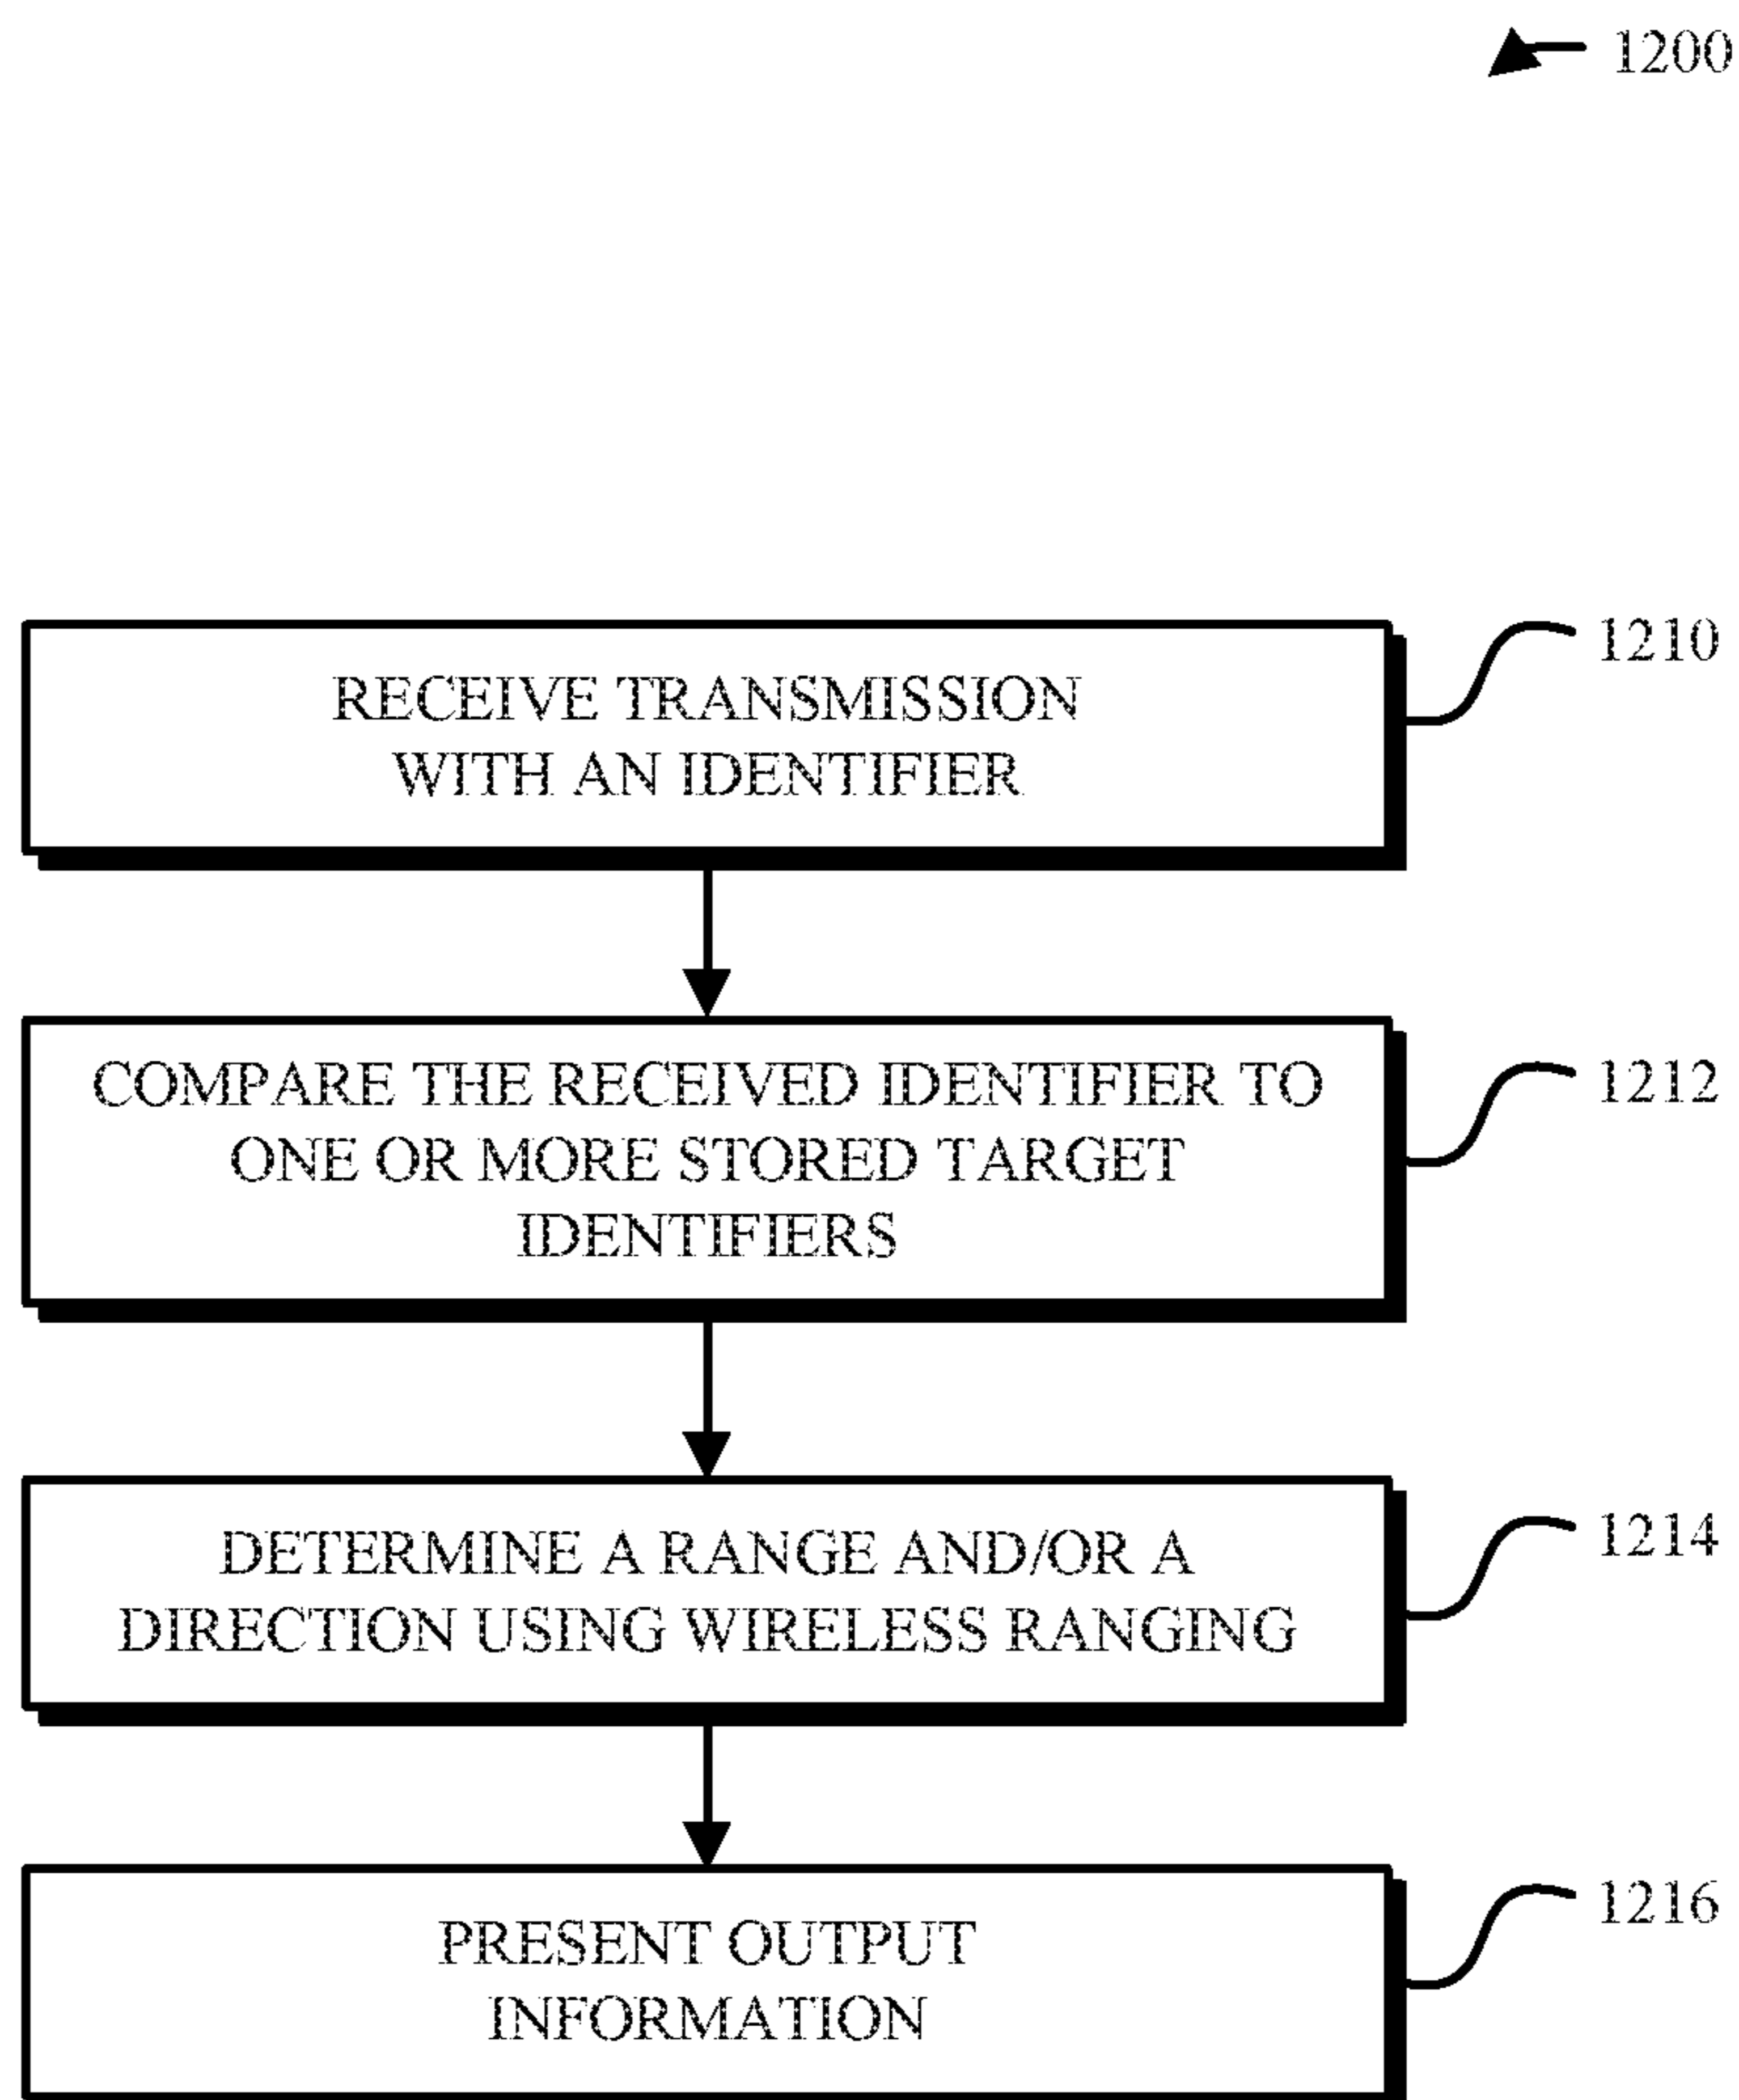 1200
RECEIVE TRANSMISSION
WITH AN IDENTIFIER
1210
COMPARE THE RECEIVED IDENTIFIER TO
ONE OR MORE STORED TARGET
IDENTIFIERS
1212
DETERMINE A RANGE AND/OR A
DIRECTION USING WIRELESS RANGING
1214
PRESENT OUTPUT
INFORMATION
1216